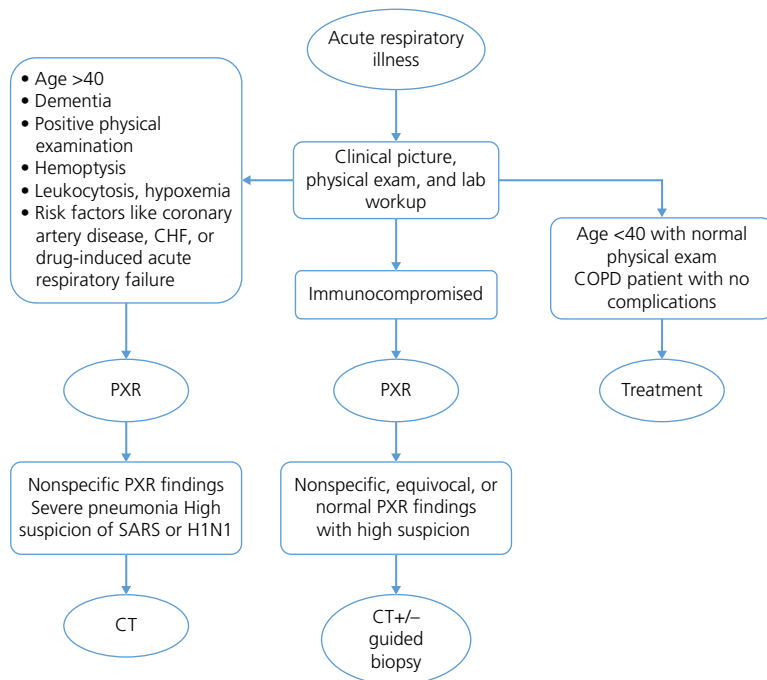 Acute respiratory
illness
• Age >40
• Dementia
• Positive physical
examination
• Hemoptysis
• Leukocytosis, hypoxemia
• Risk factors like coronary
artery disease, CHF, or
drug-induced acute
respiratory failure
Clinical picture,
physical exam, and lab
workup
Age <40 with normal
physical exam
COPD patient with no
complications
Immunocompromised
PXR
PXR
Treatment
Nonspecific PXR findings
Severe pneumonia High
suspicion of SARS or H1N1
Nonspecific, equivocal, or
normal PXR findings
with high suspicion
CT
CT+/–
guided
biopsy